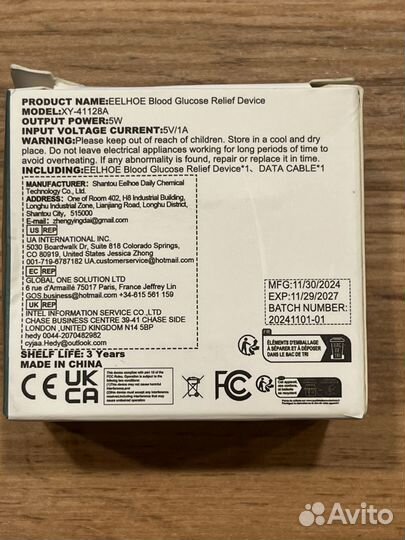 PRODUCT NAME:EELHOE Blood Glucose Relief Device
MODEL:XY-41128A
OUTPUT POWER:5W
INPUT VOLTAGE CURRENT:5V/1A
WARNING:Please keep out of reach of children. Store in a cool and dry
place. Do not leave electrical appliances working for long periods of time to
avoid overheating. If any abnormality is found, repair or replace it in time.
INCLUDING:EELHOE Blood Glucose Relief Device*1、DATA CABLE*1
Manufacturer: Shantou Eelhoe Daily Chemical
Technology Co., Ltd.
ADDRESS: One of Room 402, H8 Industrial Building,
Longhu Industrial Zone, Lianjiang Road, Longhu District,
Shantou City, 515000
E-mail: zhengyingdai@gmail.com
US REP
UA INTERNATIONAL INC.
5030 Boardwalk Dr, Suite 818 Colorado Springs,
CO 80919, United States Jessica Zhong
001-719-6787182 UA.customerservice@hotmail.com
EC REP
GLOBAL ONE SOLUTION LTD
6 rue d'Armaillé 75017 Paris, France Jeffrey Lin
GOS.business@hotmail.com +34-615 561 159
UK REP
INTEL INFORMATION SERVICE CO.,LTD
CHASE BUSINESS CENTRE 39-41 CHASE SIDE
LONDON ,UNITED KINGDOM N14 5BP
hedy 0044-2070482982
cyjaa.Hedy@outlook.com
MFG:11/30/2024
EXP:11/29/2027
BATCH NUMBER:
20241101-01
SHELF LIFE: 3 Years
MADE IN CHINA
CE UK CA
FC
FR
ÉLÉMENTS D'EMBALLAGE
À SÉPARER ET À DÉPOSER
DANS LE BAC DE TRI
Avito